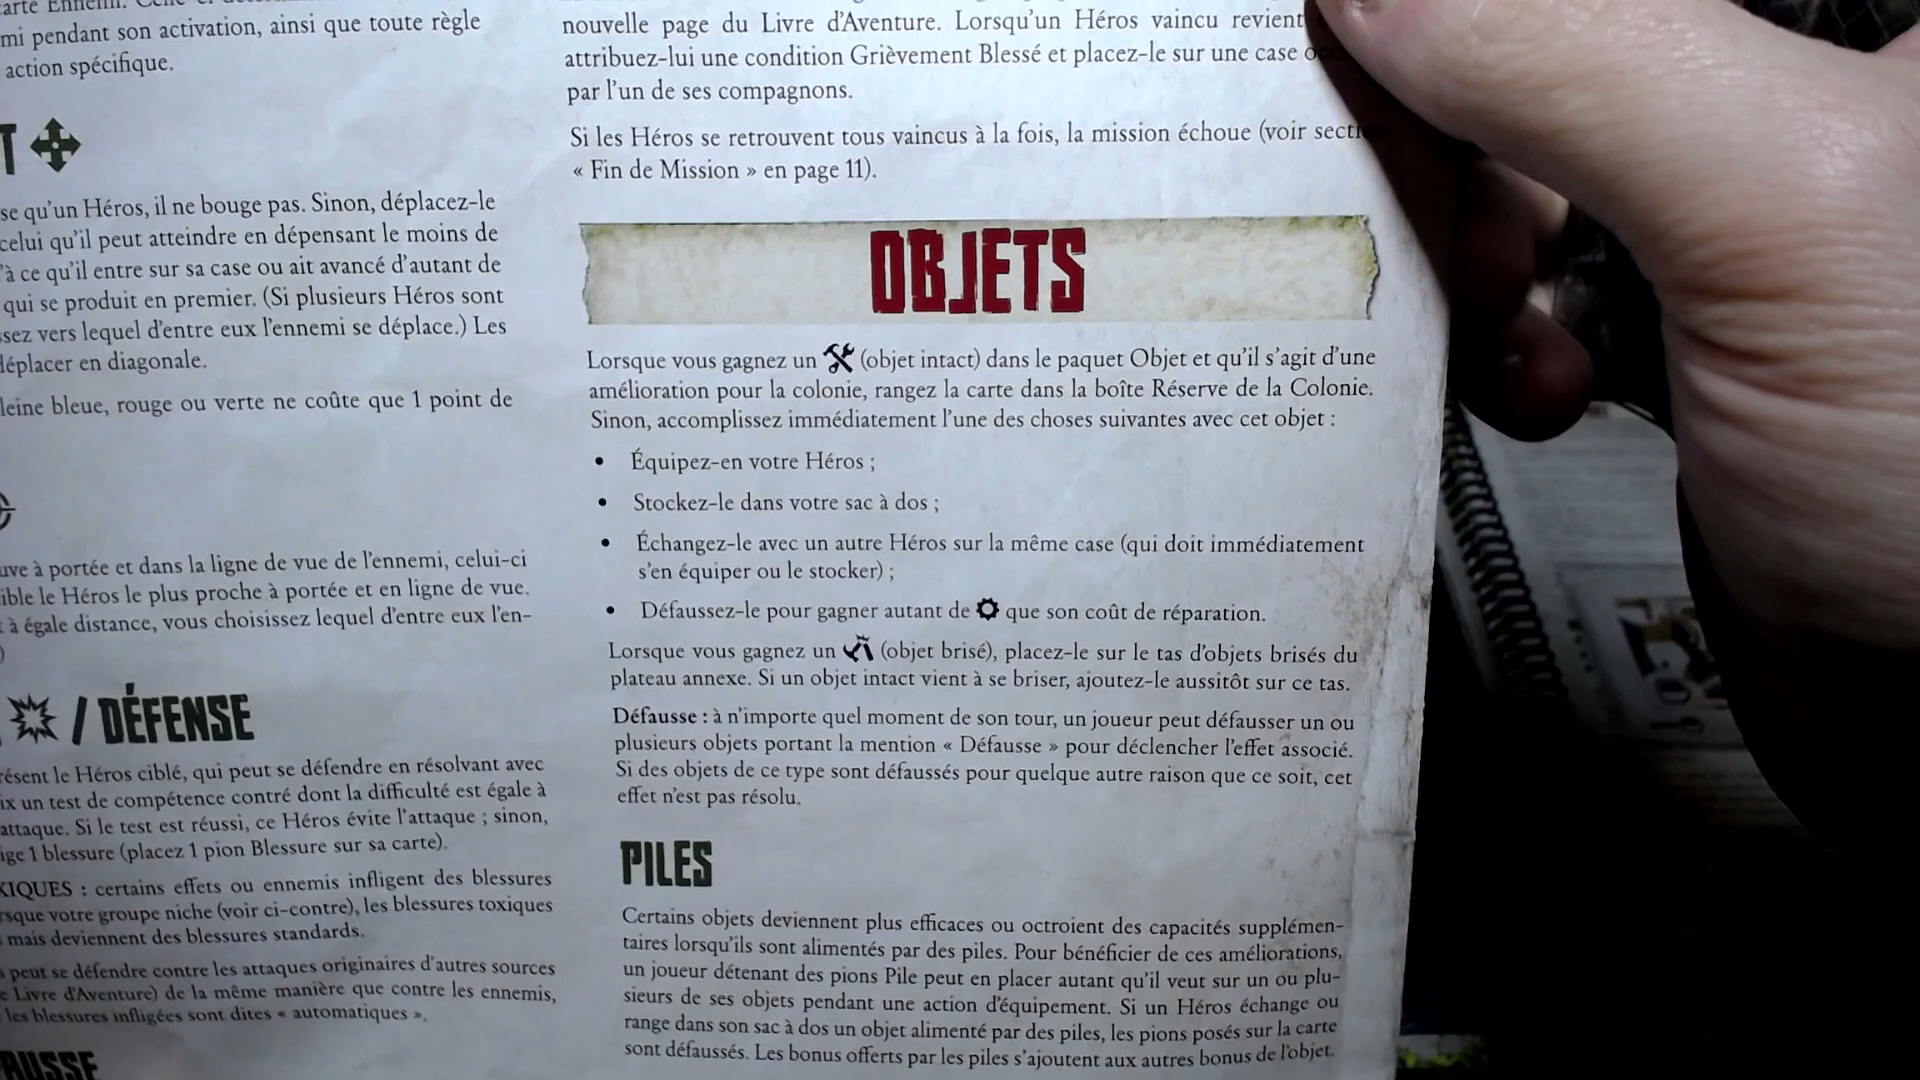 arte Ennemi.
mi pendant son activation, ainsi que toute règle
action spécifique.
T
se qu'un Héros, il ne bouge pas. Sinon, déplacez-le
celui qu'il peut atteindre en dépensant le moins de
'à ce qu'il entre sur sa case ou ait avancé d'autant de
qui se produit en premier. (Si plusieurs Héros sont
ssez vers lequel d'entre eux l'ennemi se déplace.) Les
déplacer en diagonale.
leine bleue, rouge ou verte ne coûte que 1 point de
uve à portée et dans la ligne de vue de l'ennemi, celui-ci
ible le Héros le plus proche à portée et en ligne de vue.
à égale distance, vous choisissez lequel d'entre eux l'en-
)
/ DÉFENSE
résent le Héros ciblé, qui peut se défendre en résolvant avec
ix un test de compétence contré dont la difficulté est égale à
attaque. Si le test est réussi, ce Héros évite l'attaque ; sinon,
ige 1 blessure (placez 1 pion Blessure sur sa carte).
XIQUES : certains effets ou ennemis infligent des blessures
rsque votre groupe niche (voir ci-contre), les blessures toxiques
mais deviennent des blessures standards.
s peut se défendre contre les attaques originaires d'autres sources
e Livre d'Aventure) de la même manière que contre les ennemis,
les blessures infligées sont dites « automatiques ».
AUSSE
nouvelle page du Livre d'Aventure. Lorsqu'un Héros vaincu revient
attribuez-lui une condition Grièvement Blessé et placez-le sur une case
par l'un de ses compagnons.
Si les Héros se retrouvent tous vaincus à la fois, la mission échoue (voir secti
« Fin de Mission » en page 11).
OBJETS
Lorsque vous gagnez un (objet intact) dans le paquet Objet et qu'il s'agit d'une
amélioration pour la colonie, rangez la carte dans la boîte Réserve de la Colonie.
Sinon, accomplissez immédiatement l'une des choses suivantes avec cet objet :
• Équipez-en votre Héros ;
• Stockez-le dans votre sac à dos ;
• Échangez-le avec un autre Héros sur la même case (qui doit immédiatement
s'en équiper ou le stocker) ;
• Défaussez-le pour gagner autant de que son coût de réparation.
Lorsque vous gagnez un (objet brisé), placez-le sur le tas d'objets brisés du
plateau annexe. Si un objet intact vient à se briser, ajoutez-le aussitôt sur ce tas.
Défausse : à n'importe quel moment de son tour, un joueur peut défausser un ou
plusieurs objets portant la mention « Défausse » pour déclencher l'effet associé.
Si des objets de ce type sont défaussés pour quelque autre raison que ce soit, cet
effet n'est pas résolu.
PILES
Certains objets deviennent plus efficaces ou octroient des capacités supplémen-
taires lorsqu'ils sont alimentés par des piles. Pour bénéficier de ces améliorations,
un joueur détenant des pions Pile peut en placer autant qu'il veut sur un ou plu-
sieurs de ses objets pendant une action d'équipement. Si un Héros échange ou
range dans son sac à dos un objet alimenté par des piles, les pions posés sur la carte
sont défaussés. Les bonus offerts par les piles s'ajoutent aux autres bonus de l'objet.